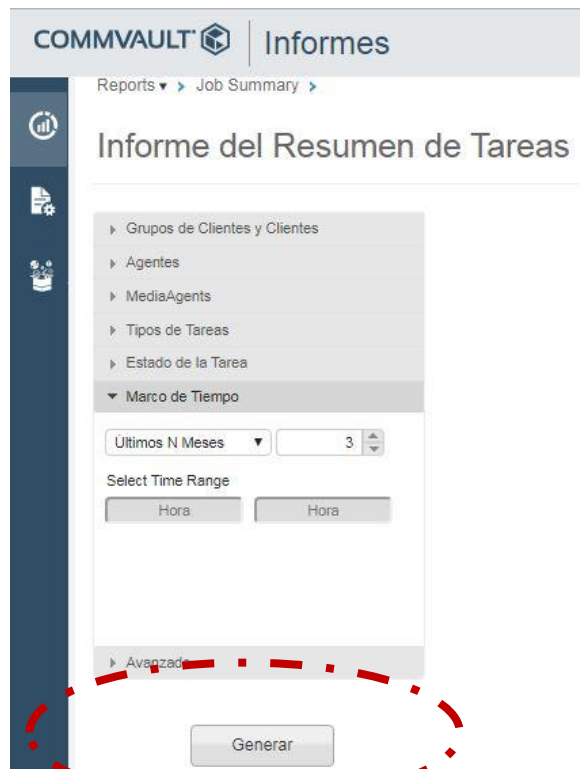 COMMVAULT Informes
Reports ▾ > Job Summary >
Informe del Resumen de Tareas
Grupos de Clientes y Clientes
Agentes
MediaAgents
Tipos de Tareas
Estado de la Tarea
Marco de Tiempo
Últimos N Meses ▼ 3
Select Time Range
Hora Hora
Avanzado
Generar